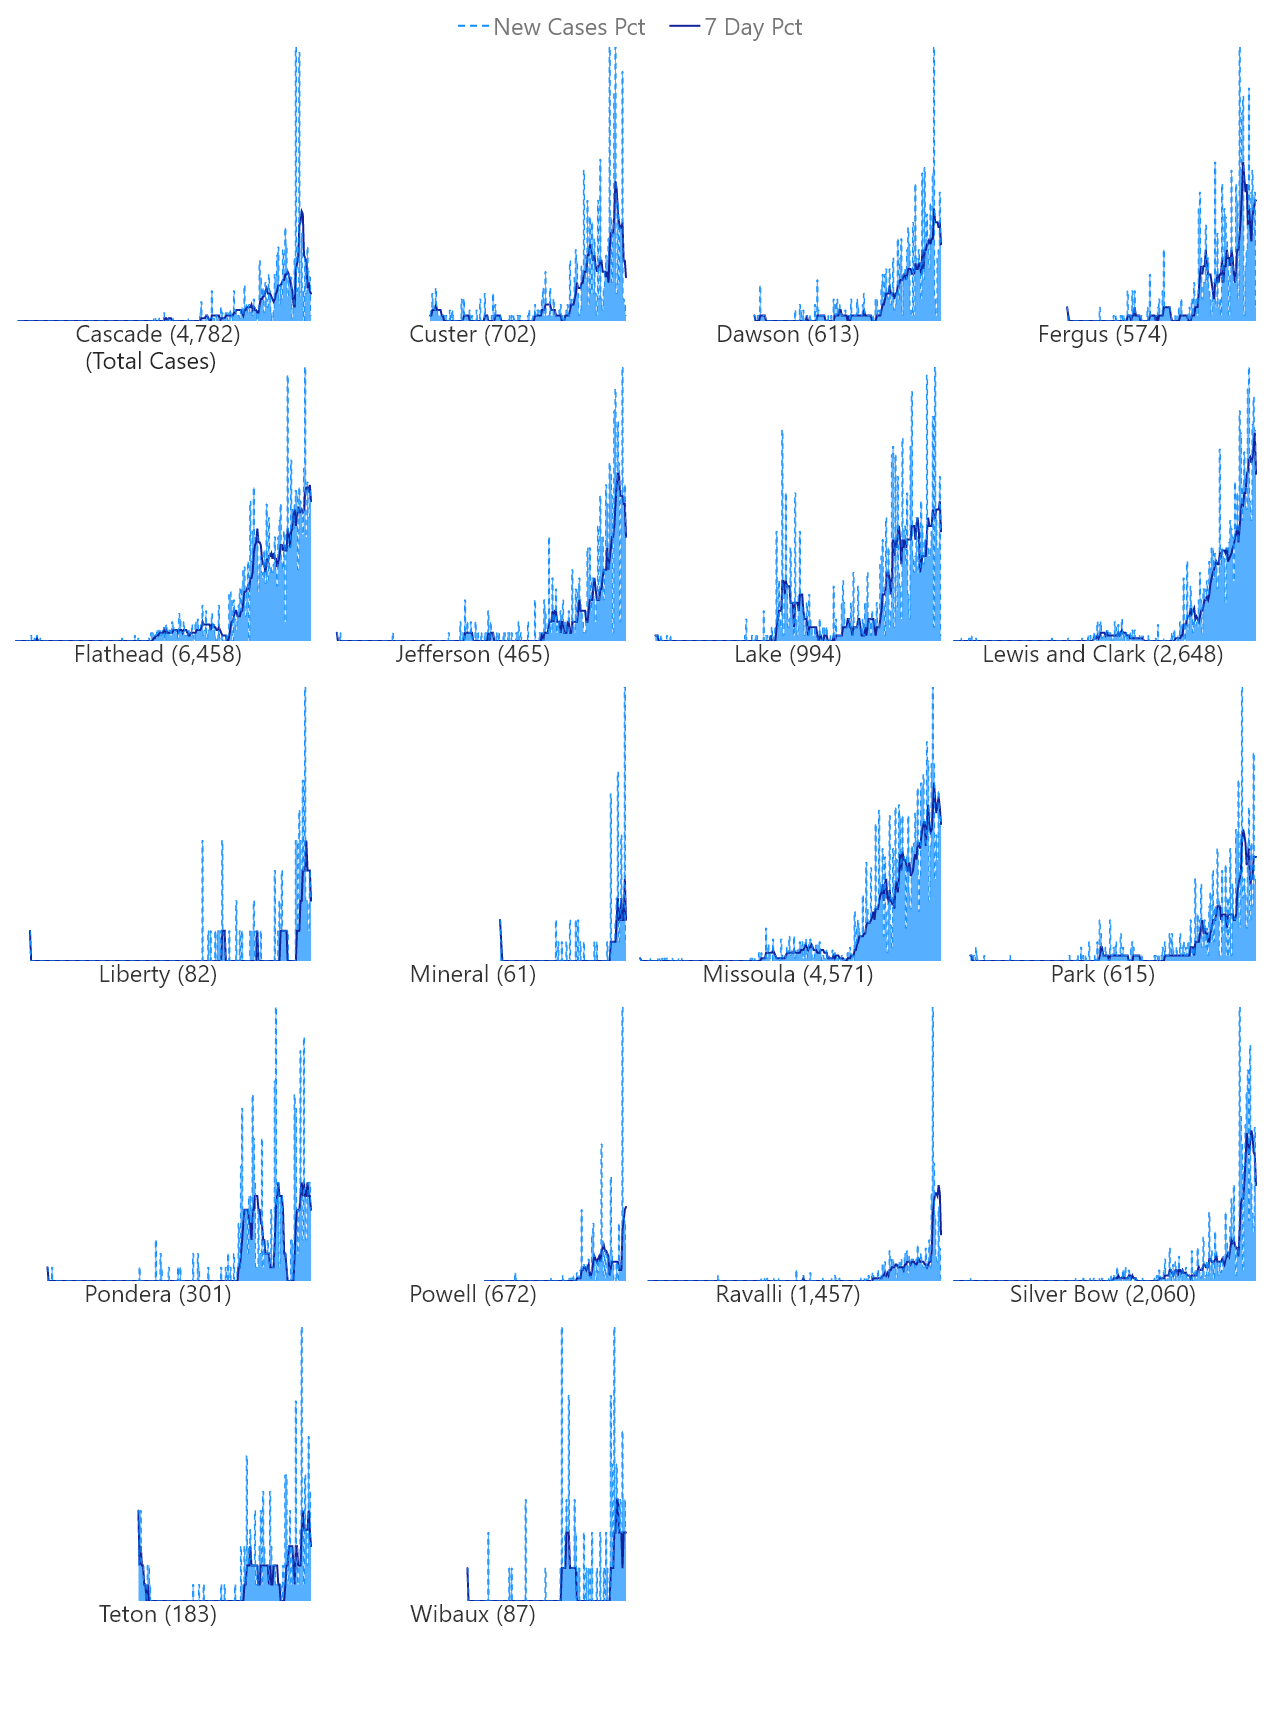 New Cases Pct 7 Day Pct
Cascade (4,782)
(Total Cases)
Custer (702)
Dawson (613)
Fergus (574)
Flathead (6,458)
Jefferson (465)
Lake (994)
Lewis and Clark (2,648)
Liberty (82)
Mineral (61)
Missoula (4,571)
Park (615)
Pondera (301)
Powell (672)
Ravalli (1,457)
Silver Bow (2,060)
Teton (183)
Wibaux (87)